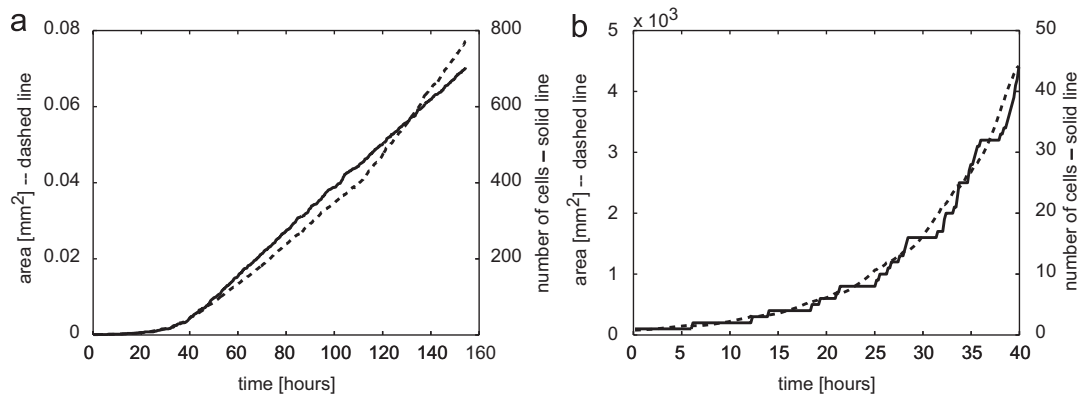 a
0.08
0.06
0.04
0.02
0
800
600
400
200
0
0 20 40 60 80 100 120 140 160
area [mm2] -- dashed line
number of cells – solid line
time [hours]
b
x 103
5
4
3
2
1
0
50
40
30
20
10
0
0 5 10 15 20 25 30 35 40
area [mm2] -- dashed line
number of cells – solid line
time [hours]